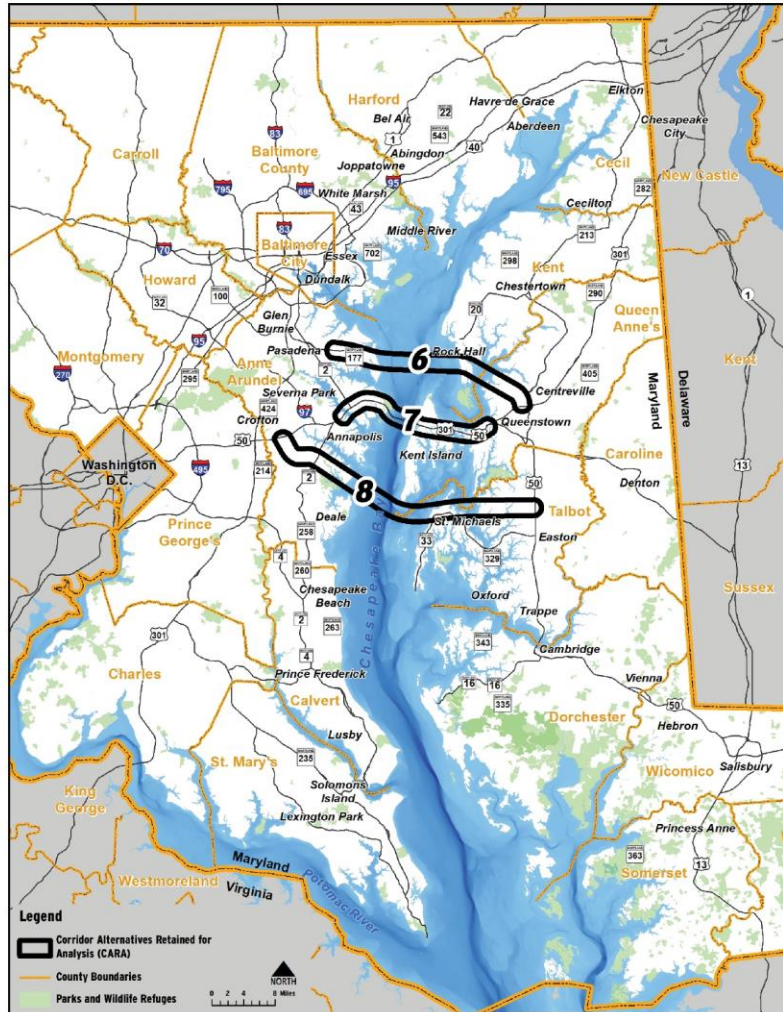 Elkton
Havre de Grace
Harford
22
Chesapeake
City
Bel Air
Aberdeen
543
83
1
Abingdon
40
Carroll
Baltimore
County
Joppatowne
Cecil
New Castle
795
695
95
282
White Marsh
43
Cecilton
83
Middle River
213
Baltimore
City
Essex
702
298
Kent
301
70
Dundalk
Howard
Chestertown
290
Queen
Anne's
32
100
20
1
Glen
Burnie
95
Pasadena
177
6
Rock Hall
Kent
Montgomery
Anne
Arundel
2
405
Maryland
Delaware
270
295
Severna Park
Centreville
424
97
7
Crofton
301
50
Queenstown
50
Annapolis
Kent Island
Caroline
Washington
D.C.
495
13
214
8
50
Denton
2
Talbot
Prince
George's
Deale
St. Michaels
258
33
Easton
4
329
Sussex
260
Chesapeake Bay
Oxford
Chesapeake
Beach
Trappe
2
263
343
301
Cambridge
4
Charles
Prince Frederick
16
16
Vienna
335
50
Calvert
Dorchester
Hebron
Lusby
St. Mary's
235
Wicomico
Salisbury
Solomons
Island
King
George
Lexington Park
Princess Anne
363
13
Maryland
Somerset
Westmoreland
Virginia
Potomac River
Legend
Corridor Alternatives Retained for
Analysis (CARA)
County Boundaries
NORTH
Parks and Wildlife Refuges
0 4 8 Miles